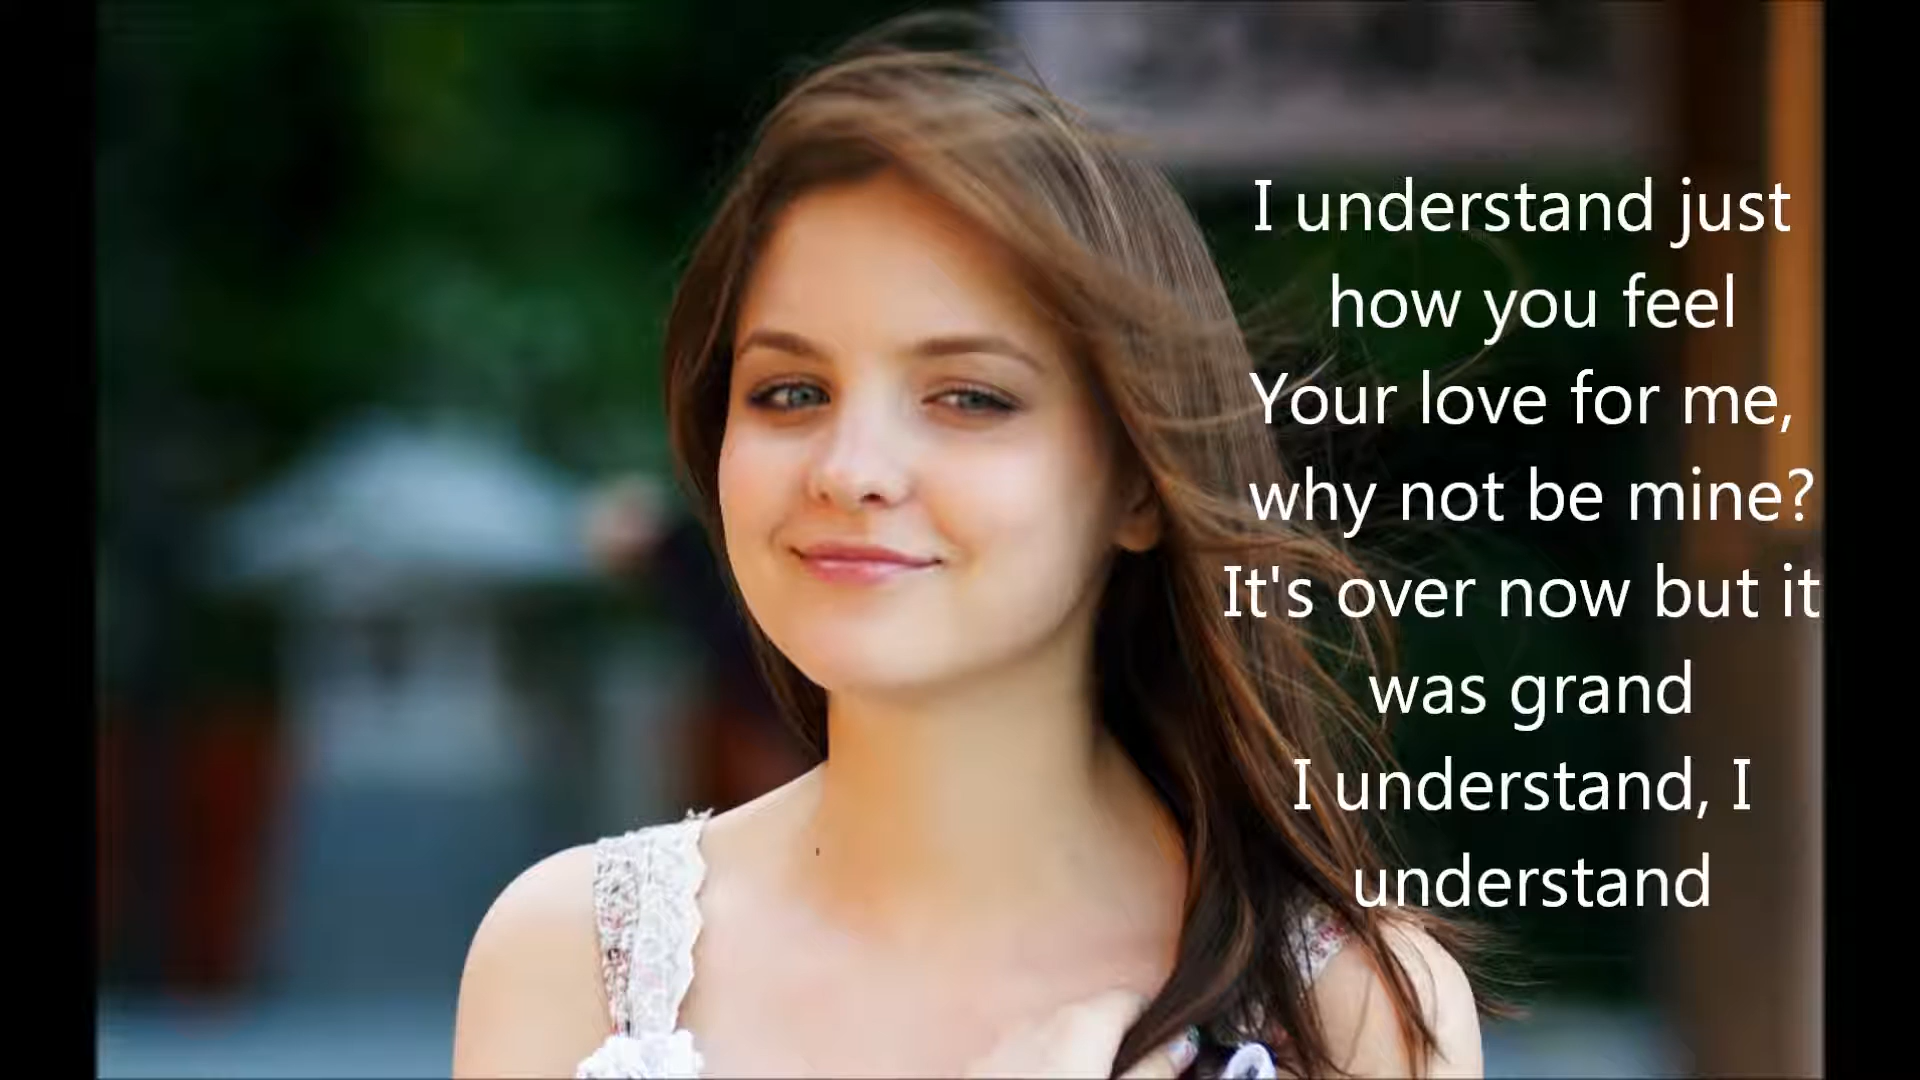 I understand just
how you feel
Your love for me,
why not be mine?
It's over now but it
was grand
I understand, I
understand